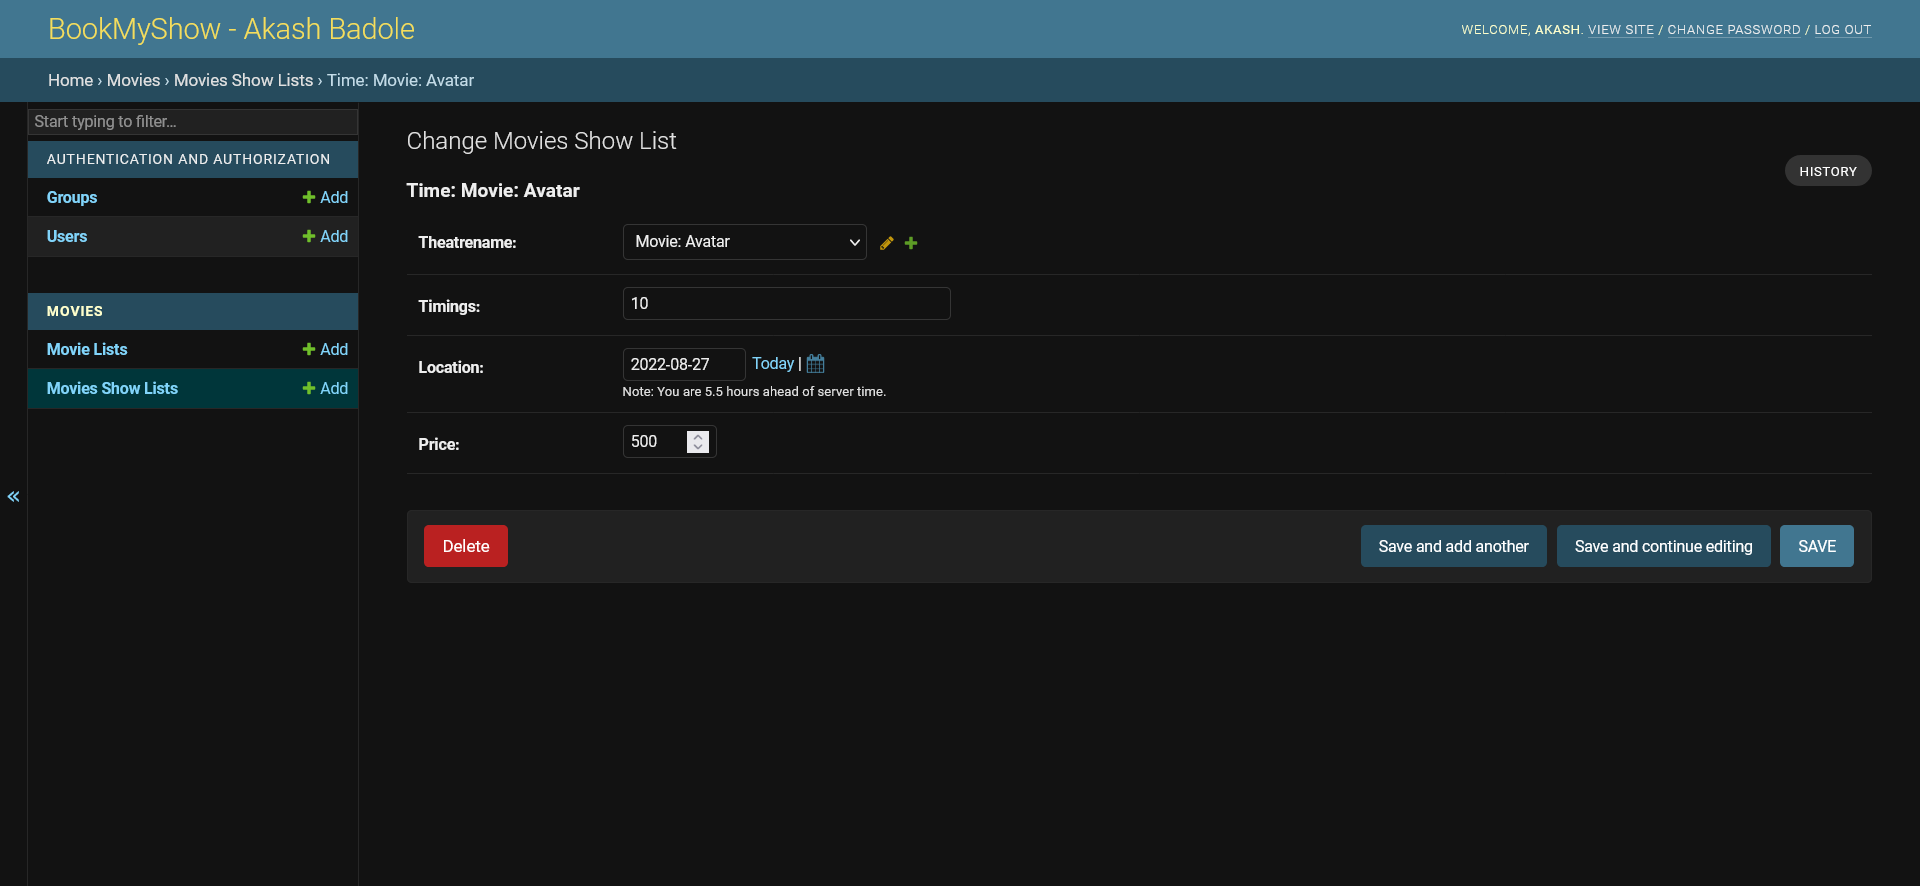 BookMyShow - Akash Badole
WELCOME, AKASH. VIEW SITE / CHANGE PASSWORD / LOG OUT
Home › Movies › Movies Show Lists › Time: Movie: Avatar
Start typing to filter...
AUTHENTICATION AND AUTHORIZATION
Groups + Add
Users + Add
MOVIES
Movie Lists + Add
Movies Show Lists + Add
«
Change Movies Show List
HISTORY
Time: Movie: Avatar
Theatrename: Movie: Avatar
Timings: 10
Location: 2022-08-27 Today |
Note: You are 5.5 hours ahead of server time.
Price: 500
Delete Save and add another Save and continue editing SAVE